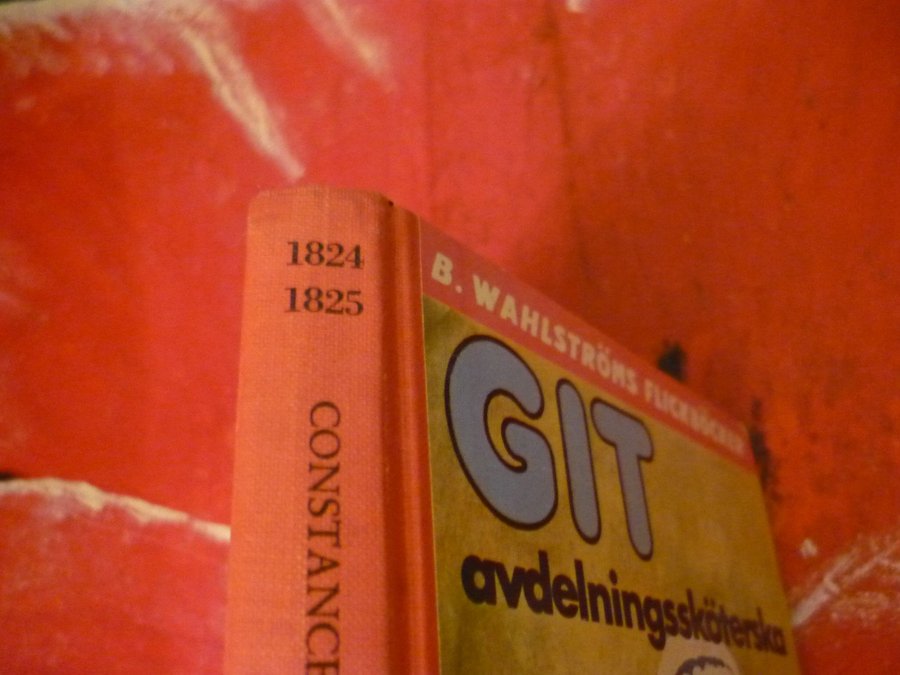 1824
1825
CONSTANCE
B. WAHLSTRÖMS FLICKBÖCKER
GIT
avdelningssköterska